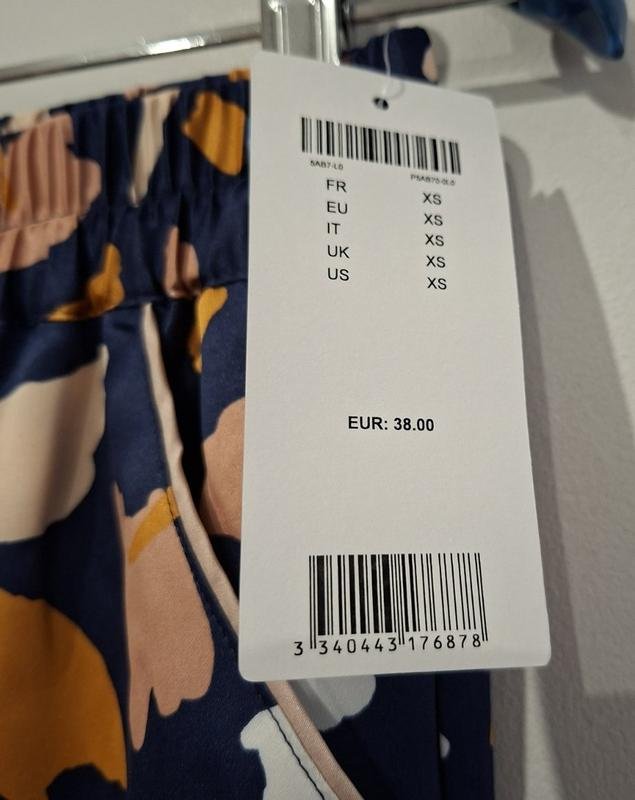 5AB7-L0 P5AB70-0L0
FR XS
EU XS
IT XS
UK XS
US XS
EUR: 38.00
3 340443 176878